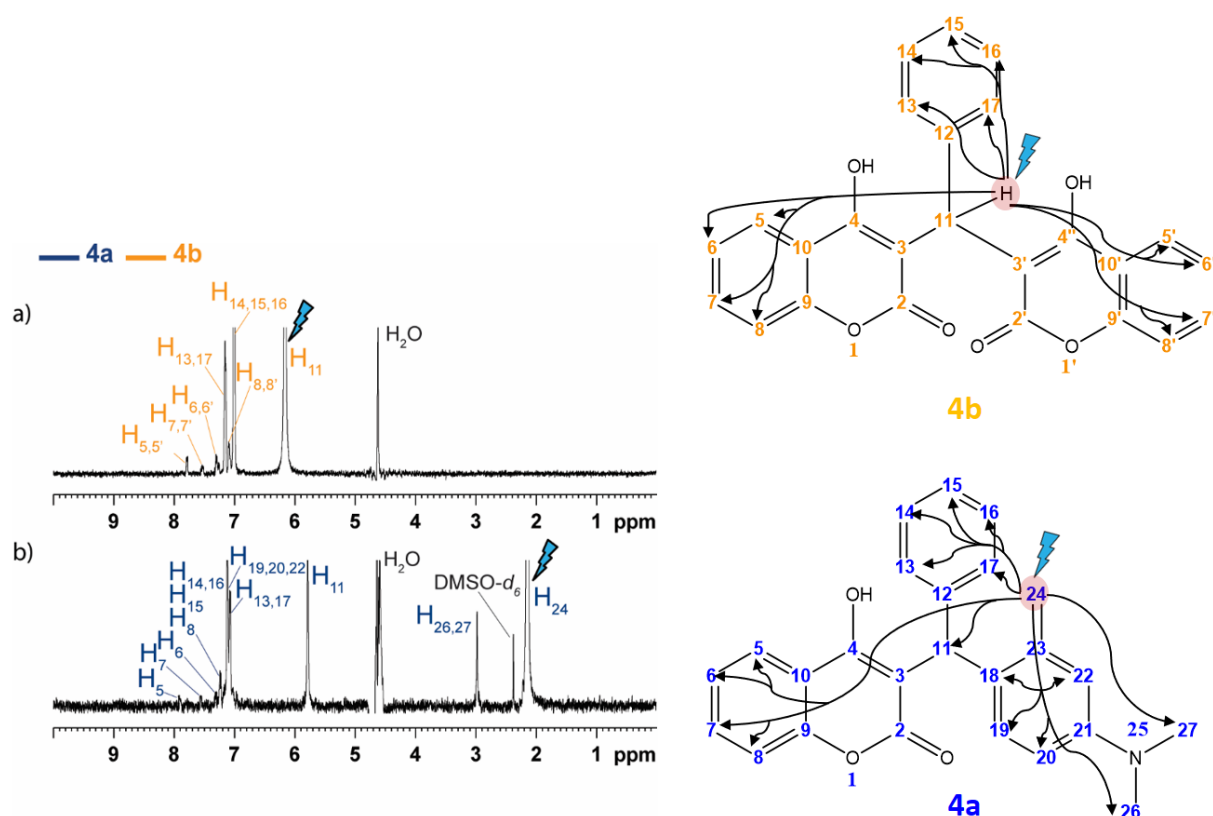 4a 4b
a)
H14,15,16
H13,17
H6,6'
H7,7'
H5,5'
H8,8'
H11
H2O
9 8 7 6 5 4 3 2 1 ppm
b)
H14,16
H15
H8
H6
H7
H5
H19,20,22
H13,17
H11
H2O
DMSO-d6
H26,27
H24
9 8 7 6 5 4 3 2 1 ppm
15
14 16
13 17
12
H
OH
OH
5 4 11 4'' 5'
6 10 3 3' 10' 6'
7 9 2 2' 9' 7'
8 O O O O 8'
1 1'
4b
15
14 16
13 17 24
12
OH 23
5 4 11 18 22
6 10 3
7 9 2 19 21 25 27
8 O O 20 N
1
26
4a